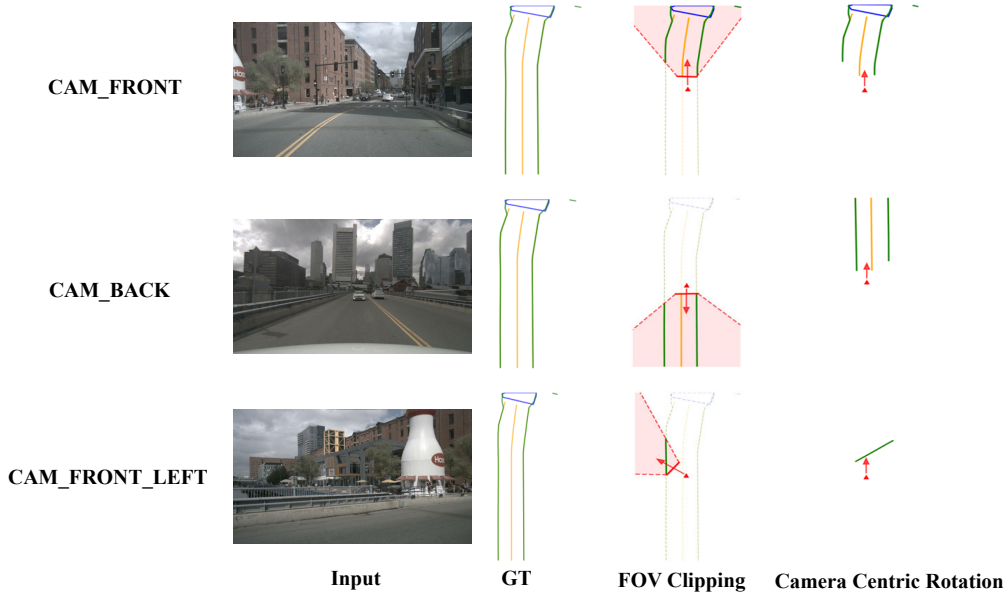 CAM_FRONT
CAM_BACK
CAM_FRONT_LEFT
Input
GT
FOV Clipping
Camera Centric Rotation